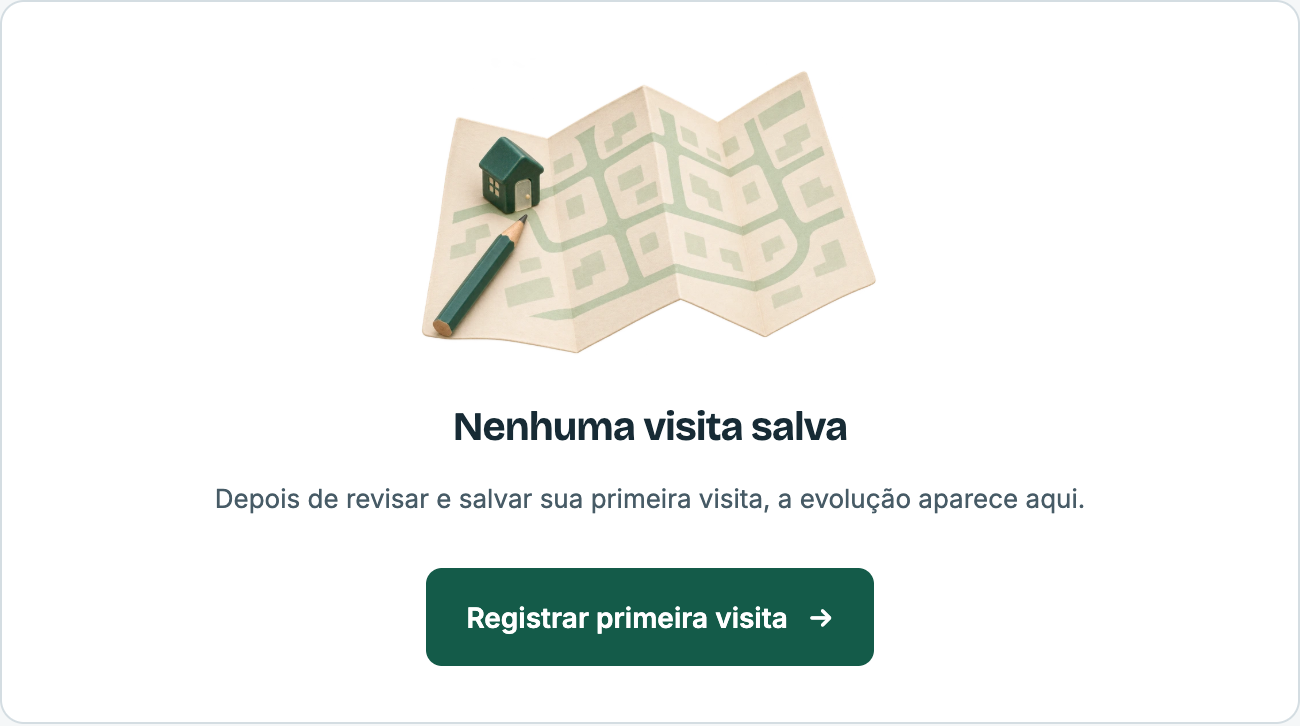 Nenhuma visita salva
Depois de revisar e salvar sua primeira visita, a evolução aparece aqui.
Registrar primeira visita →